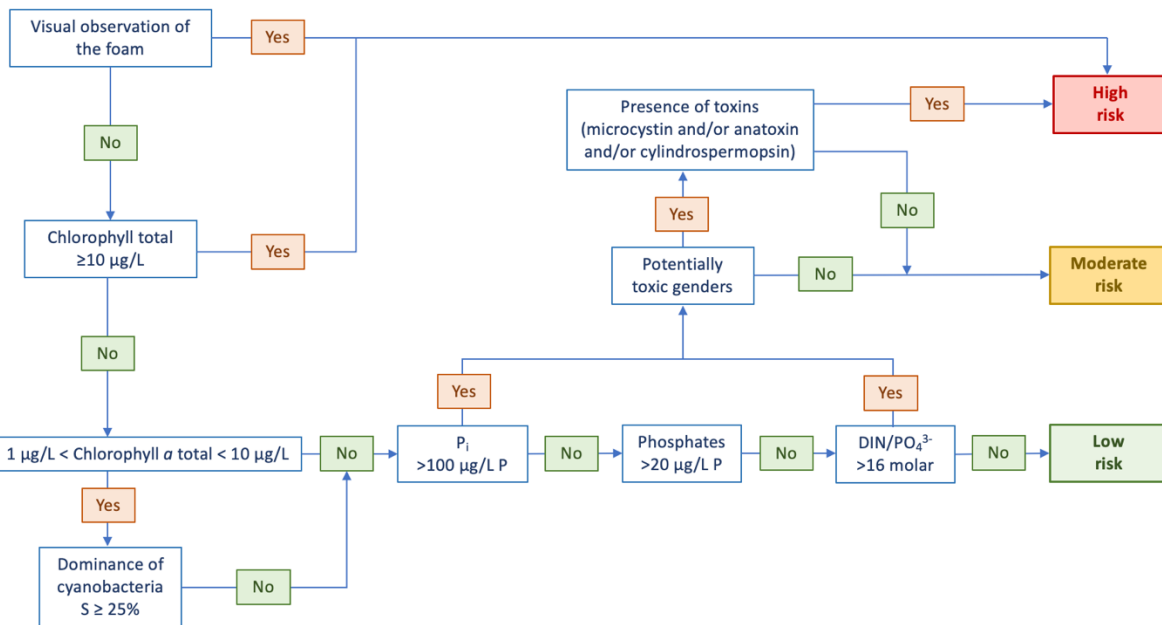 Visual observation of
the foam
Yes
No
Chlorophyll total
≥10 µg/L
Yes
No
1 µg/L < Chlorophyll a total < 10 µg/L
No
Yes
Dominance of
cyanobacteria
S ≥ 25%
No
Pi
>100 µg/L P
Yes
No
Phosphates
>20 µg/L P
No
DIN/PO₄³⁻
>16 molar
Yes
No
Potentially
toxic genders
Yes
No
Presence of toxins
(microcystin and/or anatoxin
and/or cylindrospermopsin)
Yes
No
High
risk
Moderate
risk
Low
risk